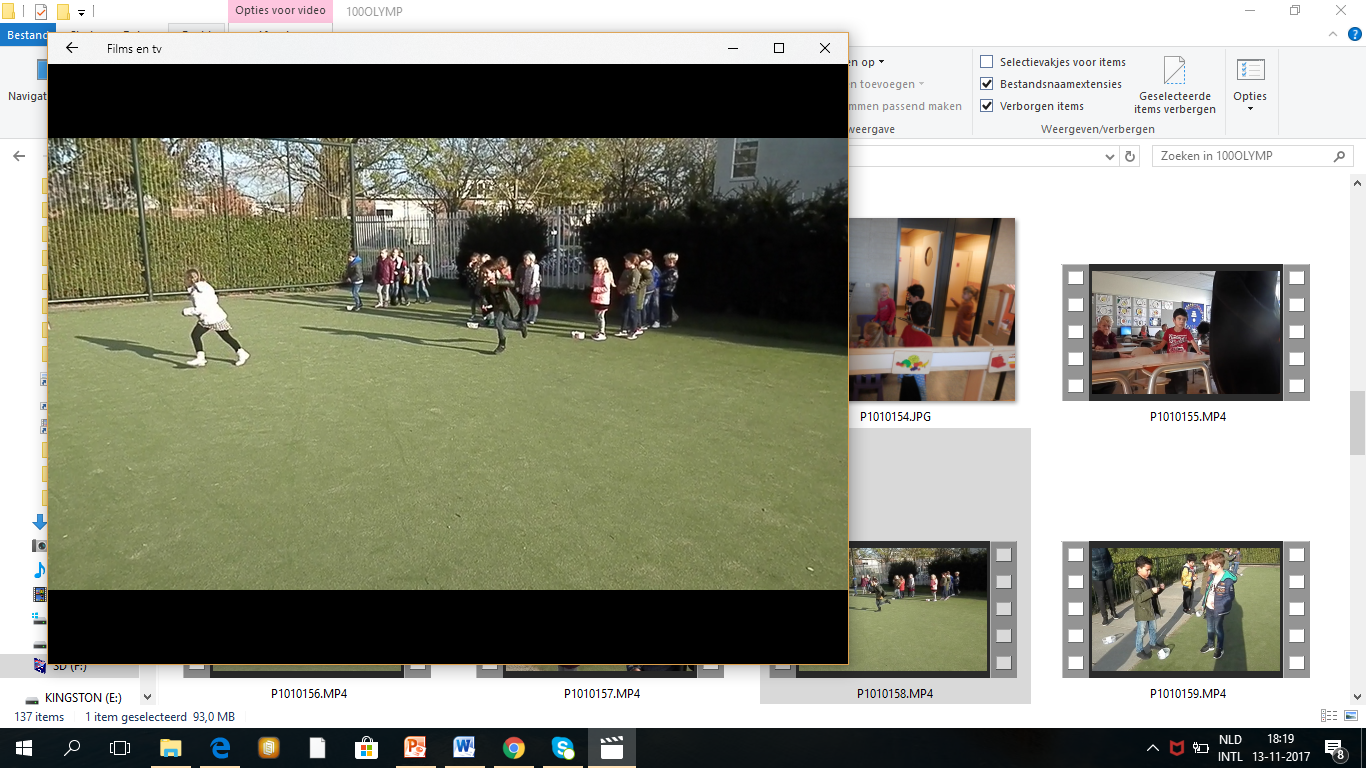 Opties voor video
100OLYMP
Bestand
Films en tv
Navigat
en op
en toevoegen
mmen passend maken
weergave
Selectievakjes voor items
Bestandsnaamextensies
Verborgen items
Geselecteerde
items verbergen
Opties
Weergeven/verbergen
Zoeken in 100OLYMP
P1010154.JPG
P1010155.MP4
SD (F:)
KINGSTON (E:)
P1010156.MP4
P1010157.MP4
P1010158.MP4
P1010159.MP4
137 items
1 item geselecteerd 93,0 MB
NLD
INTL
18:19
13-11-2017
8